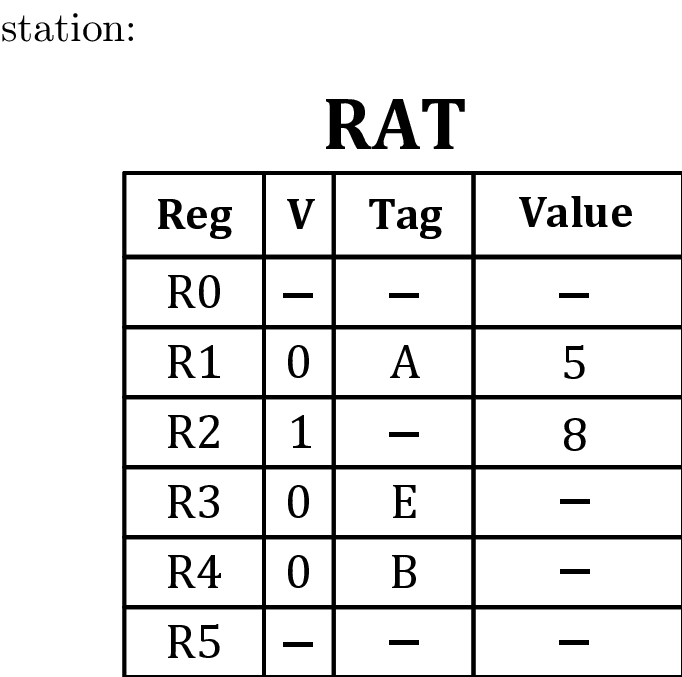 station:
RAT
Reg V Tag Value
R0 – – –
R1 0 A 5
R2 1 – 8
R3 0 E –
R4 0 B –
R5 – – –